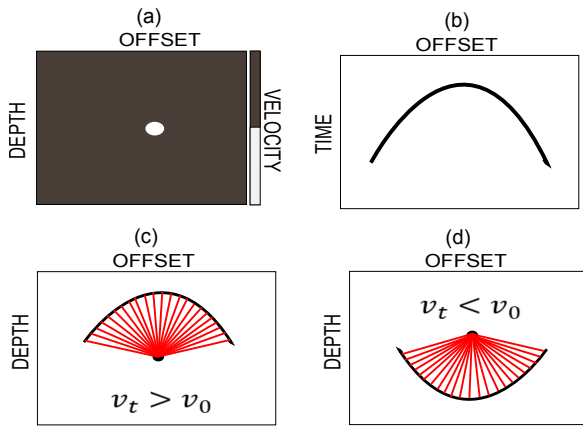 (a)
OFFSET
DEPTH
VELOCITY
(b)
OFFSET
TIME
(c)
OFFSET
DEPTH
v_t > v_0
(d)
OFFSET
DEPTH
v_t < v_0